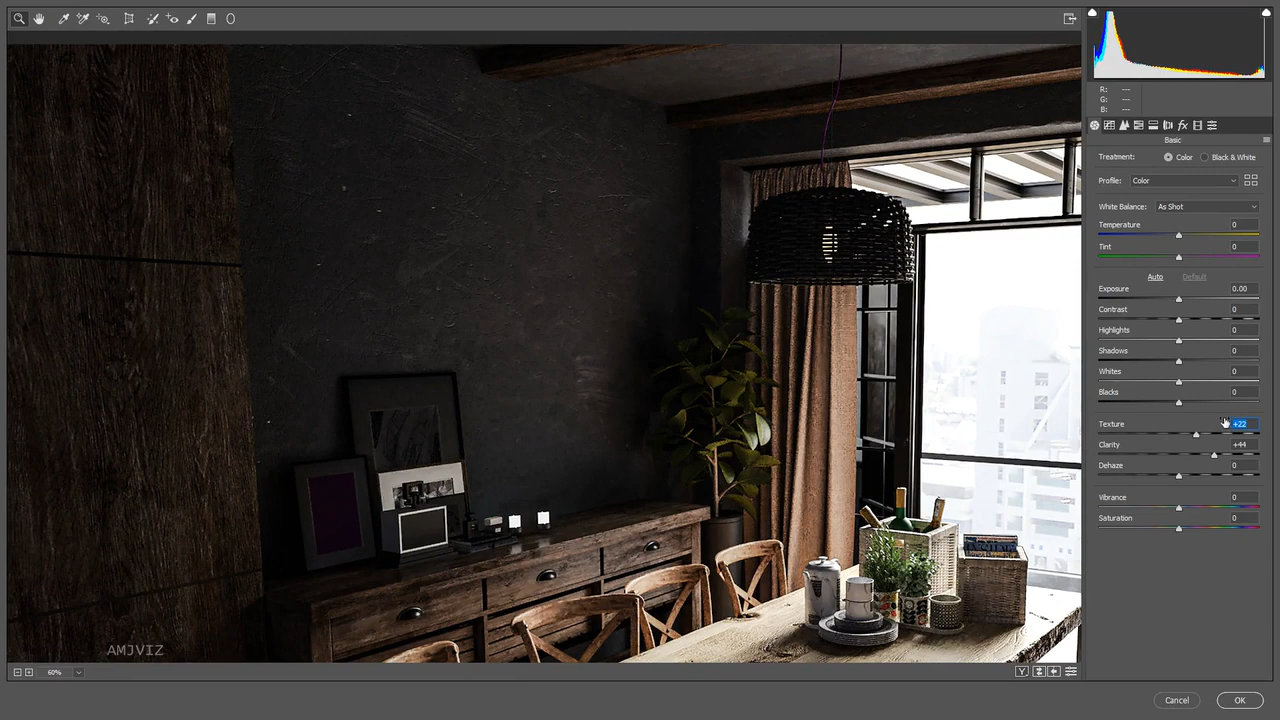 R: ---
G: ---
B: ---
Basic
Treatment: Color Black & White
Profile: Color
White Balance: As Shot
Temperature 0
Tint 0
Auto Default
Exposure 0.00
Contrast 0
Highlights 0
Shadows 0
Whites 0
Blacks 0
Texture +22
Clarity +44
Dehaze 0
Vibrance 0
Saturation 0
AMJVIZ
60%
Y
Cancel OK